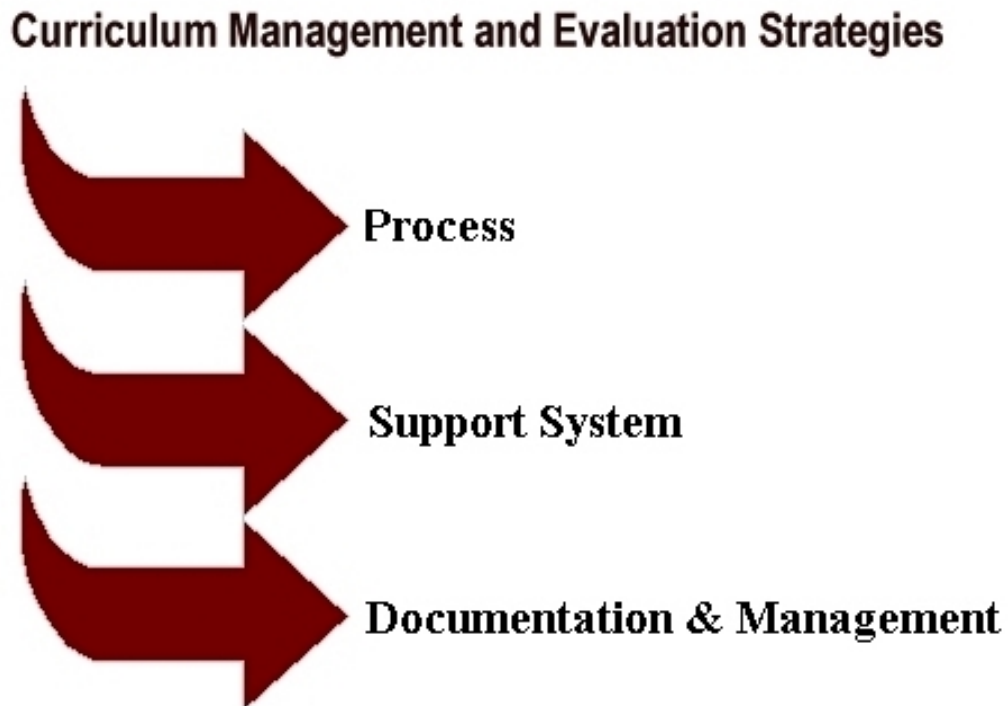 Curriculum Management and Evaluation Strategies
Process
Support System
Documentation & Management